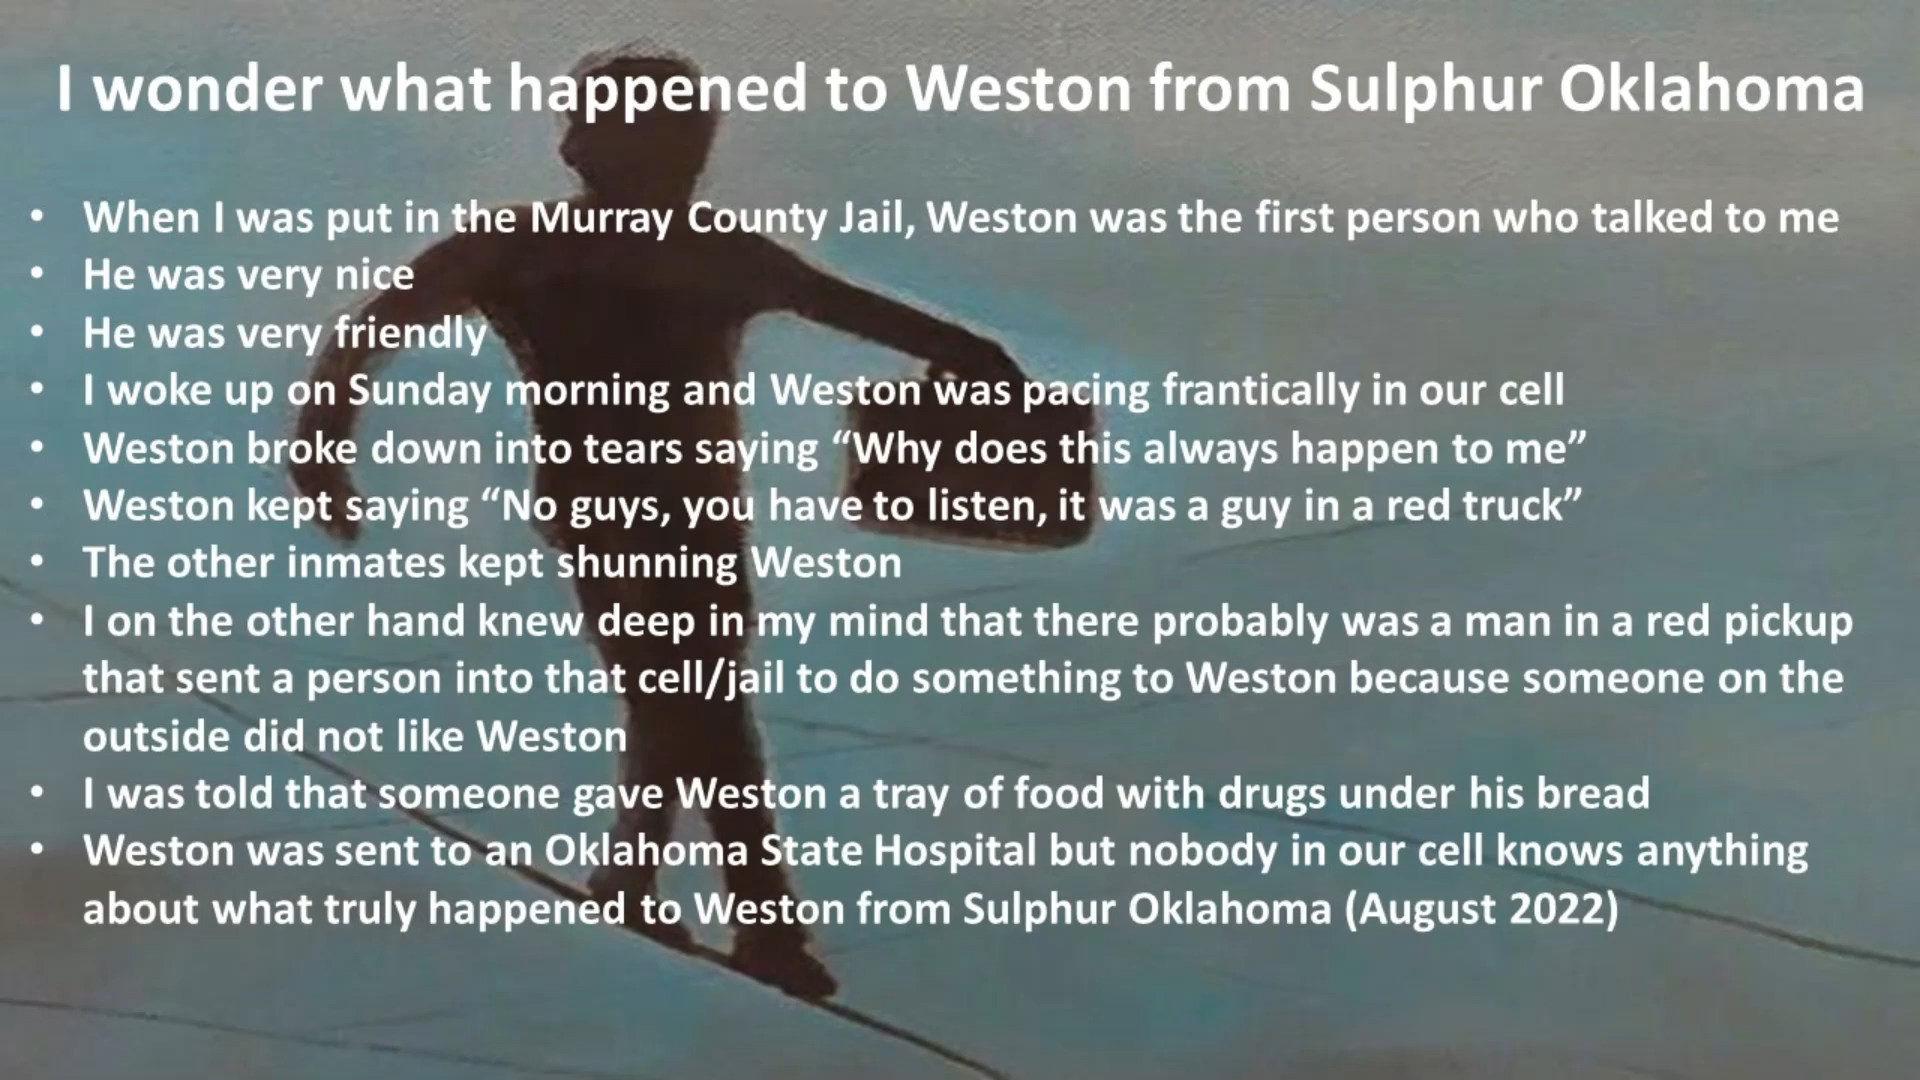 I wonder what happened to Weston from Sulphur Oklahoma
• When I was put in the Murray County Jail, Weston was the first person who talked to me
• He was very nice
• He was very friendly
• I woke up on Sunday morning and Weston was pacing frantically in our cell
• Weston broke down into tears saying “Why does this always happen to me”
• Weston kept saying “No guys, you have to listen, it was a guy in a red truck”
• The other inmates kept shunning Weston
• I on the other hand knew deep in my mind that there probably was a man in a red pickup
that sent a person into that cell/jail to do something to Weston because someone on the
outside did not like Weston
• I was told that someone gave Weston a tray of food with drugs under his bread
• Weston was sent to an Oklahoma State Hospital but nobody in our cell knows anything
about what truly happened to Weston from Sulphur Oklahoma (August 2022)